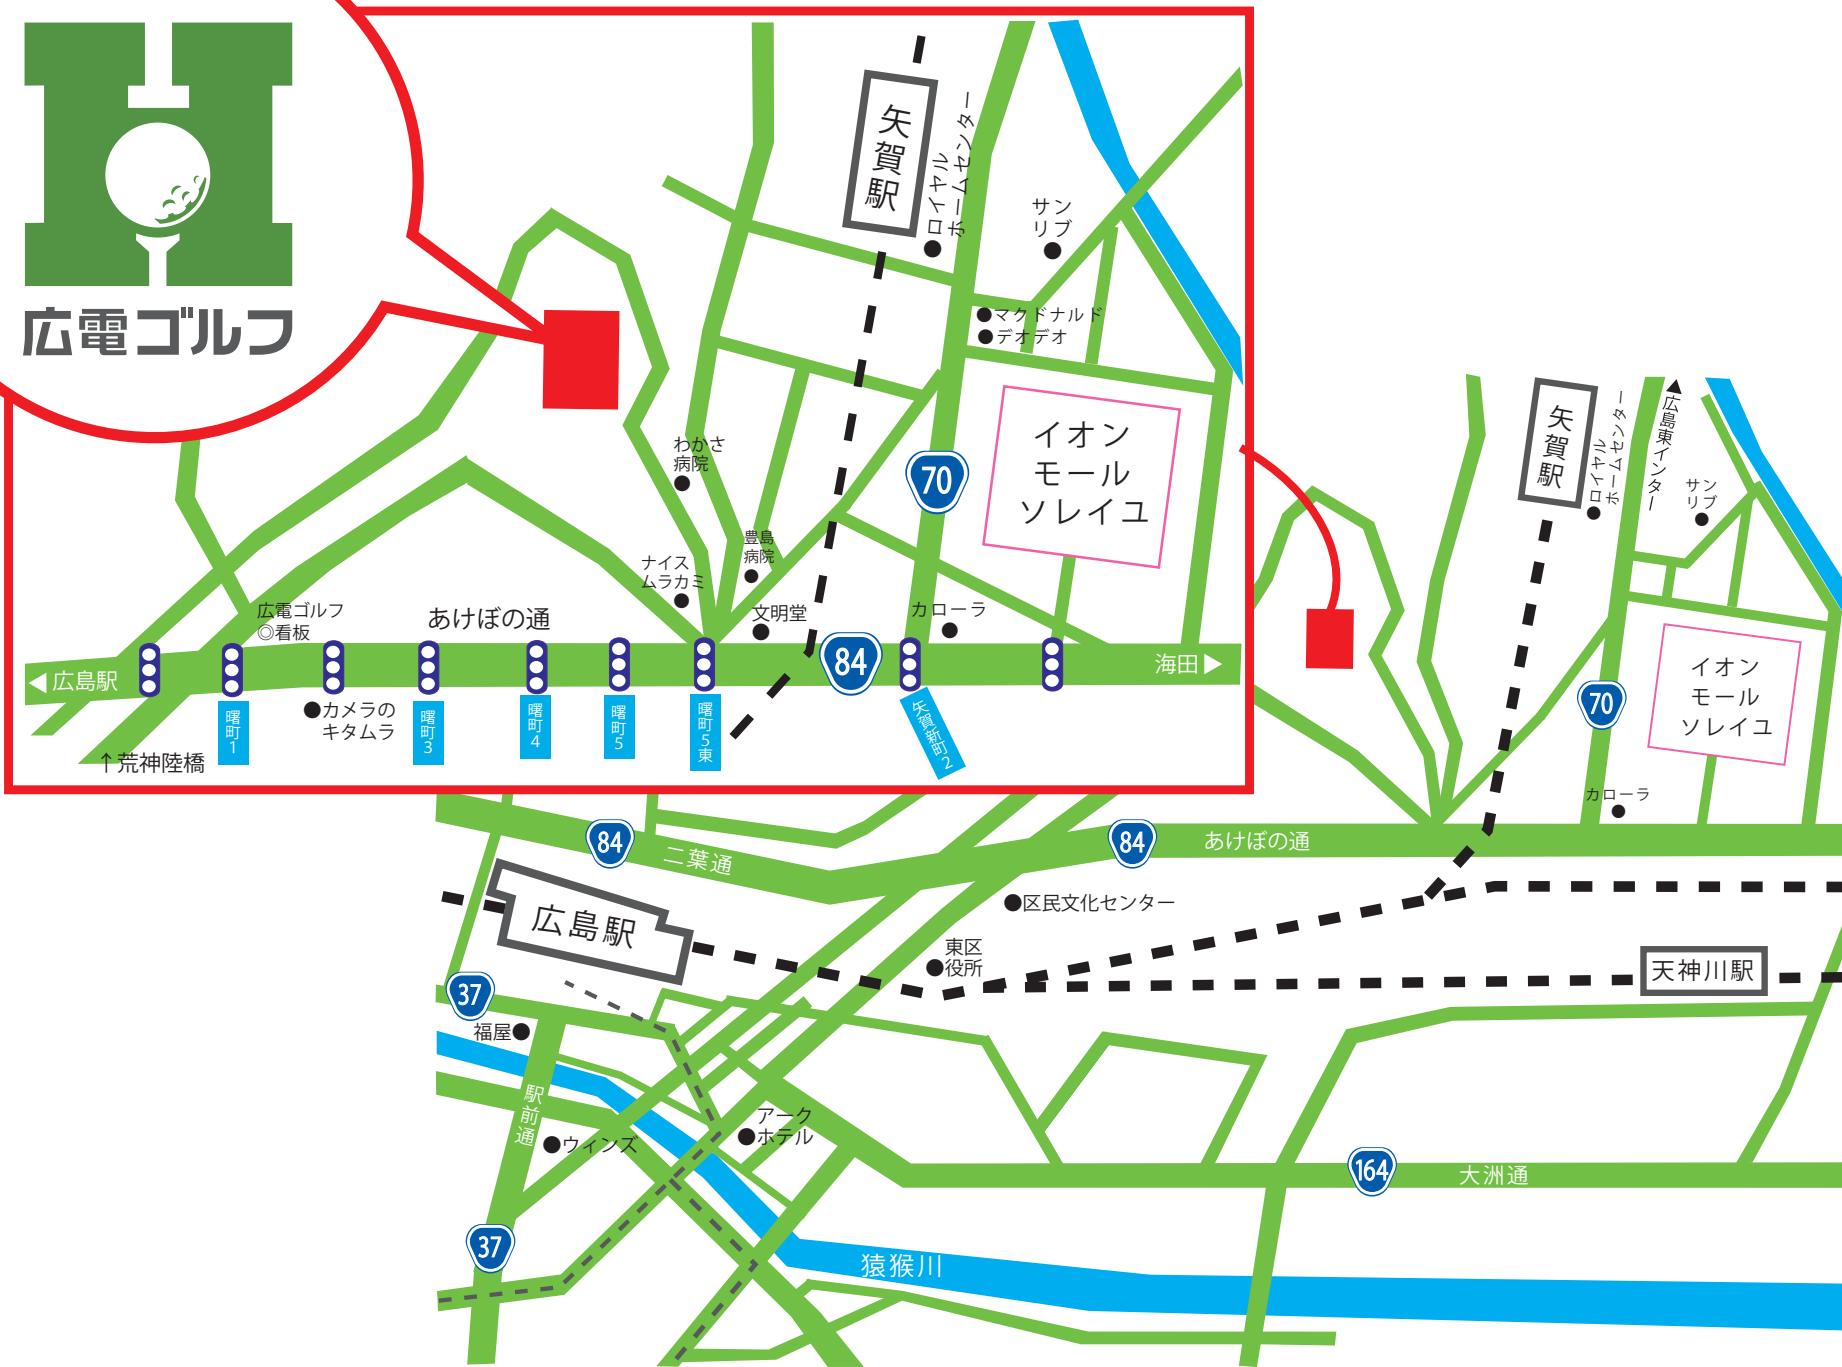 広電ゴルフ
矢賀駅
ロイヤル
ホームセンター
サン
リブ
マクドナルド
デオデオ
イオン
モール
ソレイユ
70
わかさ
病院
豊島
病院
ナイス
ムラカミ
文明堂
カローラ
広電ゴルフ
◎看板
あけぼの通
84
◀広島駅
海田▶
カメラの
キタムラ
曙町1
曙町3
曙町4
曙町5
曙町5東
矢賀新町2
↑荒神陸橋
矢賀駅
ロイヤル
ホームセンター
▲広島東インター
サン
リブ
イオン
モール
ソレイユ
70
カローラ
84
二葉通
84
あけぼの通
広島駅
区民文化センター
東区
役所
天神川駅
37
福屋
駅前通
ウィンズ
アーク
ホテル
164
大洲通
37
猿猴川